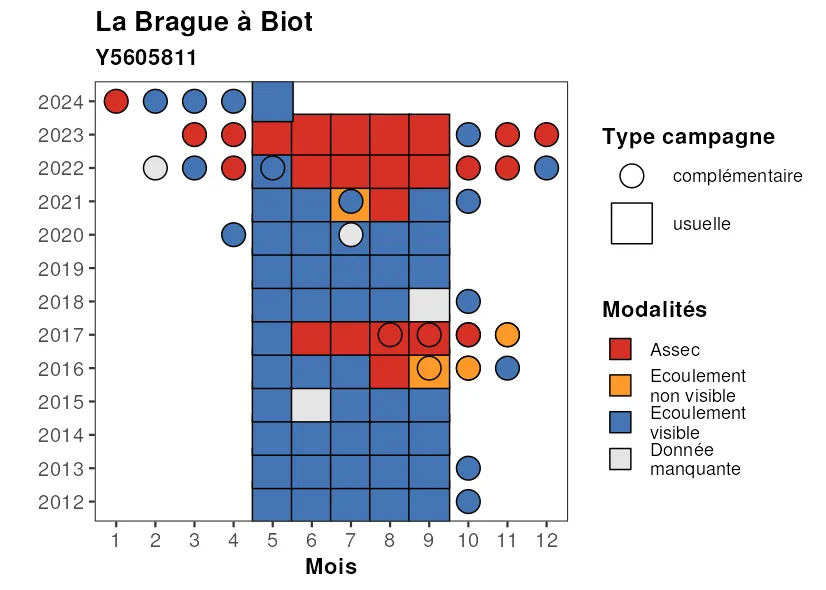 La Brague à Biot
Y5605811
2024
2023
2022
2021
2020
2019
2018
2017
2016
2015
2014
2013
2012
1 2 3 4 5 6 7 8 9 10 11 12
Mois
Type campagne
complémentaire
usuelle
Modalités
Assec
Ecoulement
non visible
Ecoulement
visible
Donnée
manquante